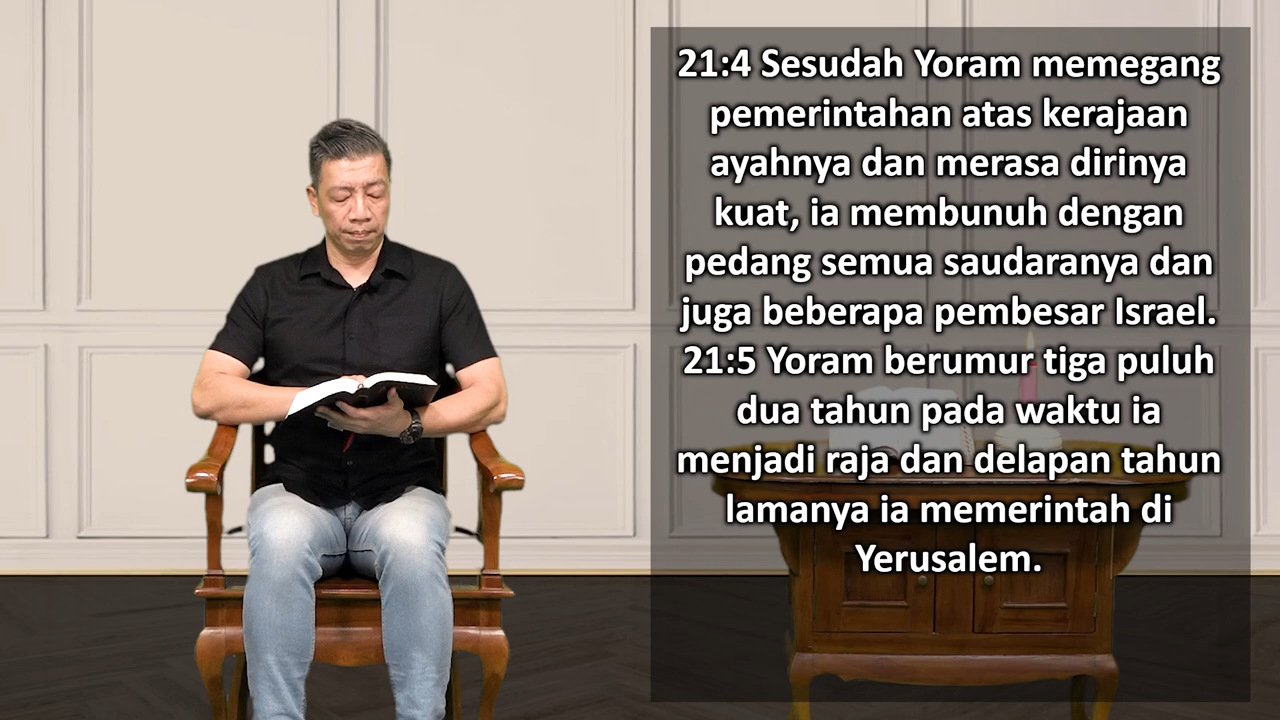 21:4 Sesudah Yoram memegang
pemerintahan atas kerajaan
ayahnya dan merasa dirinya
kuat, ia membunuh dengan
pedang semua saudaranya dan
juga beberapa pembesar Israel.
21:5 Yoram berumur tiga puluh
dua tahun pada waktu ia
menjadi raja dan delapan tahun
lamanya ia memerintah di
Yerusalem.